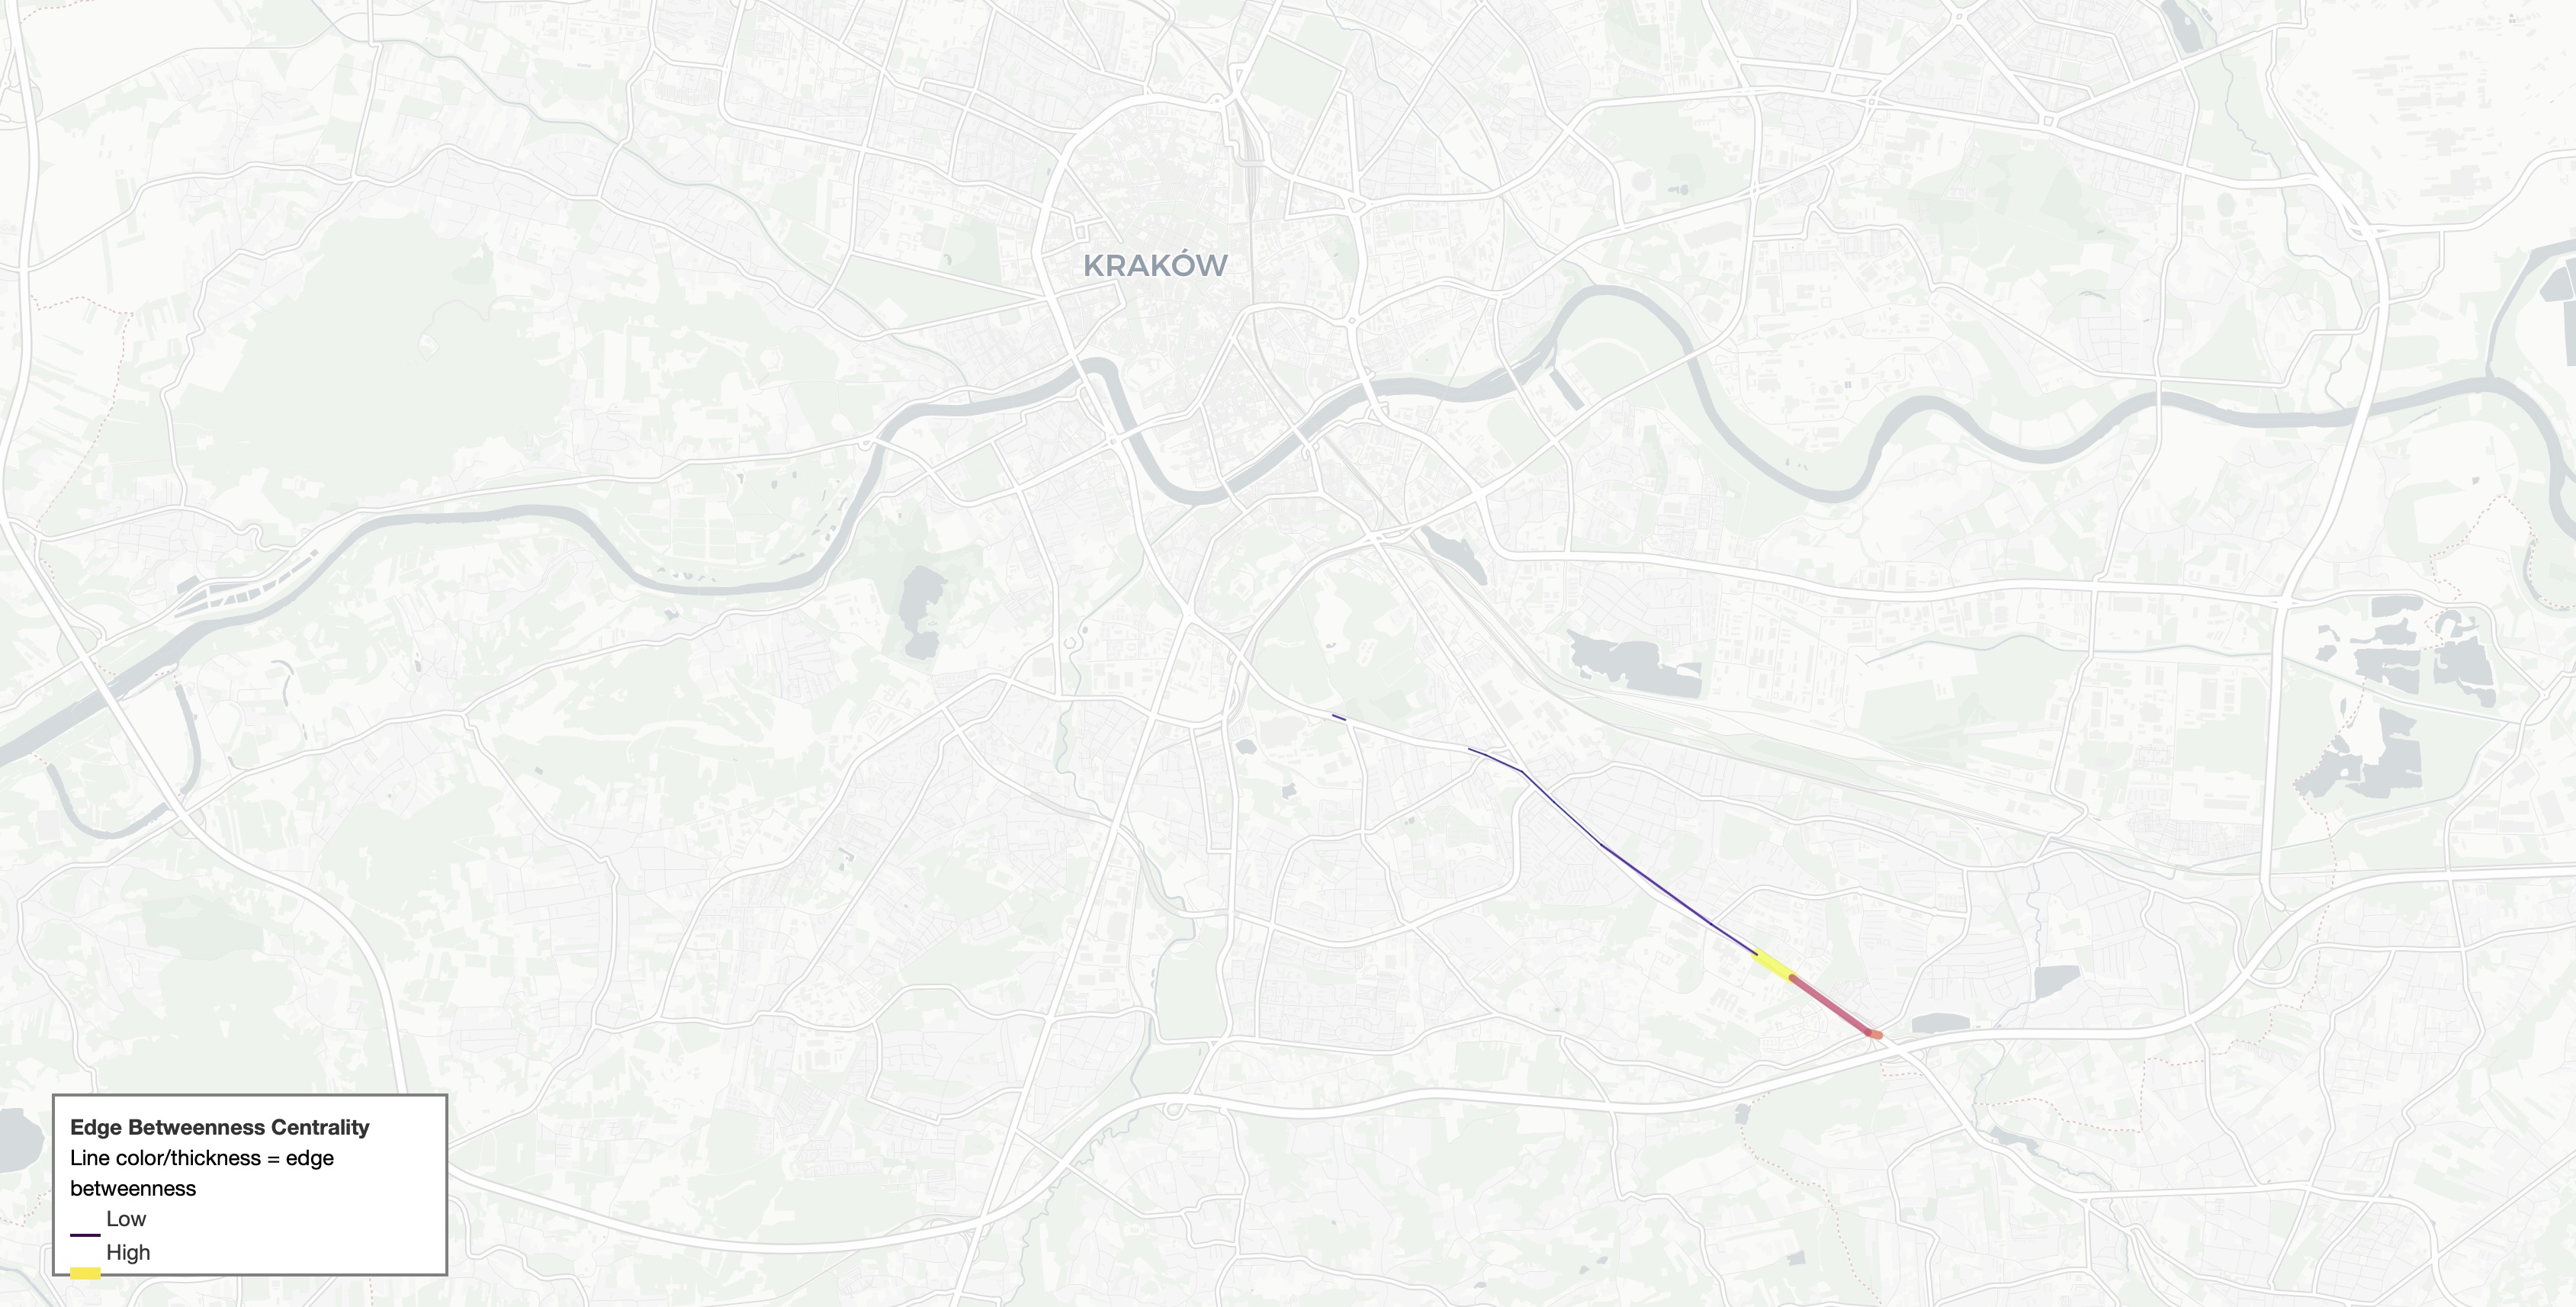 KRAKÓW
Edge Betweenness Centrality
Line color/thickness = edge
betweenness
Low
High